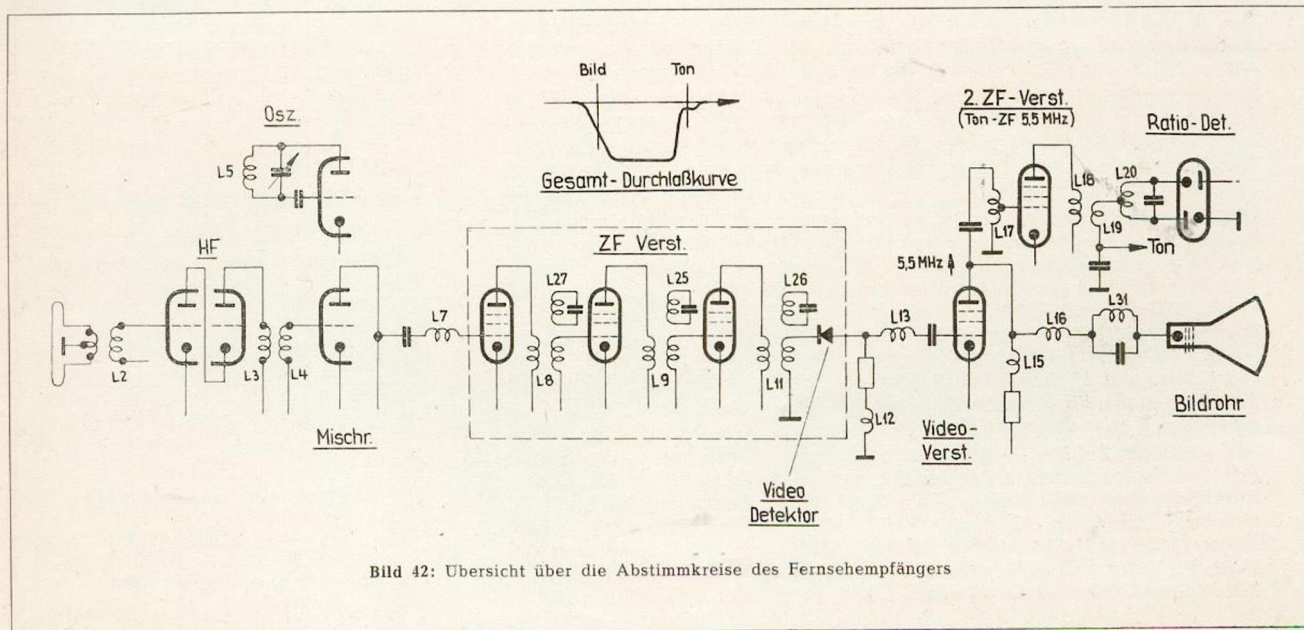 Bild Ton
Gesamt-Durchlaßkurve
Osz.
L5
HF
L2
L3 L4
Mischr.
L7
ZF Verst.
L27
L25
L26
L8
L9
L11
Video
Detektor
L12
L13
5,5 MHz
Video-
Verst.
2. ZF-Verst.
(Ton-ZF 5,5 MHz)
L17
L18
Ratio-Det.
L20
L19
Ton
L16
L31
L15
Bildrohr
Bild 42: Übersicht über die Abstimmkreise des Fernsehempfängers